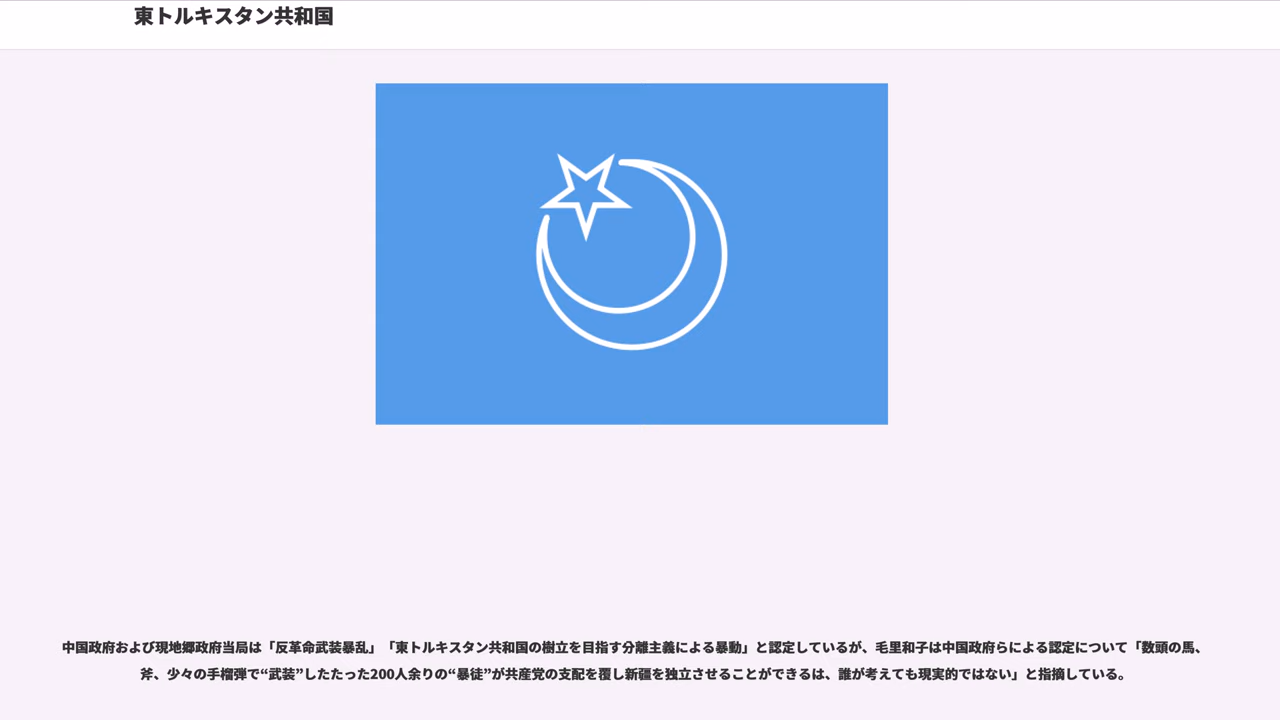 東トルキスタン共和国
中国政府および現地郷政府当局は「反革命武装暴乱」「東トルキスタン共和国の樹立を目指す分離主義による暴動」と認定しているが、毛里和子は中国政府らによる認定について「数頭の馬、
斧、少々の手榴弾で“武装”したたった200人余りの“暴徒”が共産党の支配を覆し新疆を独立させることができるは、誰が考えても現実的ではない」と指摘している。